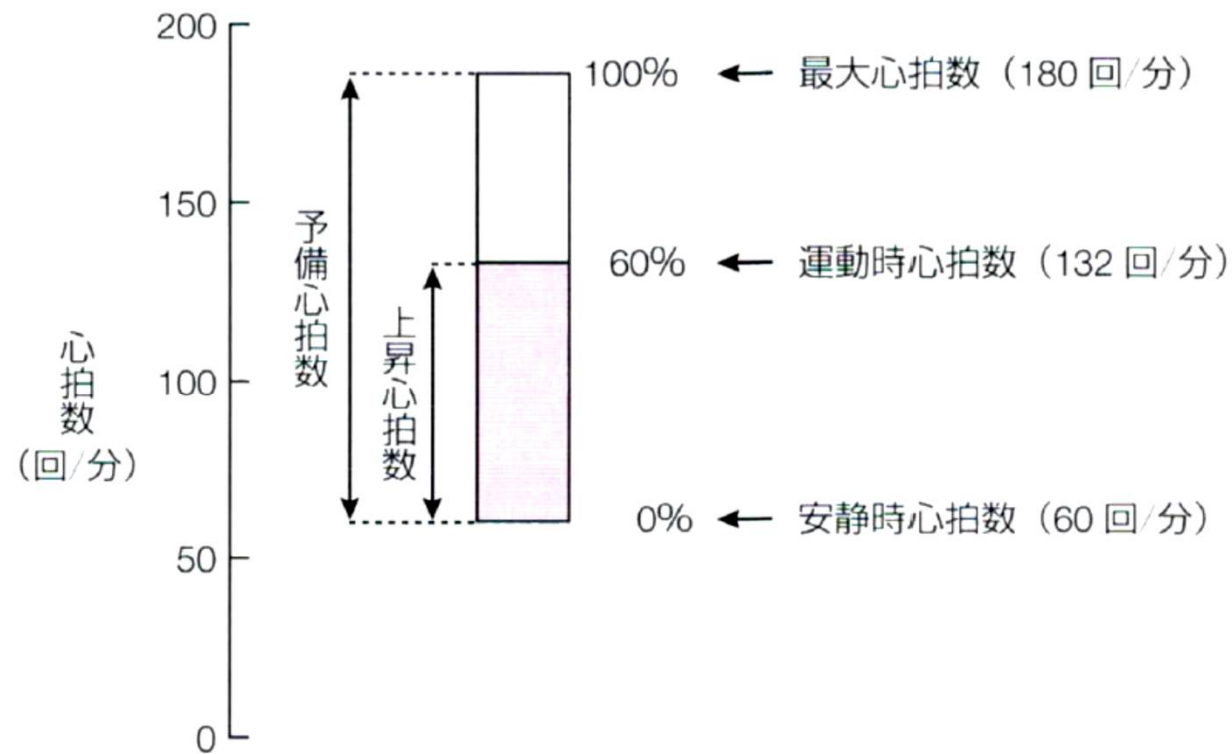 200
150
100
50
0
心拍数
(回/分)
予備心拍数
上昇心拍数
100% ← 最大心拍数(180 回/分)
60% ← 運動時心拍数(132 回/分)
0% ← 安静時心拍数(60 回/分)